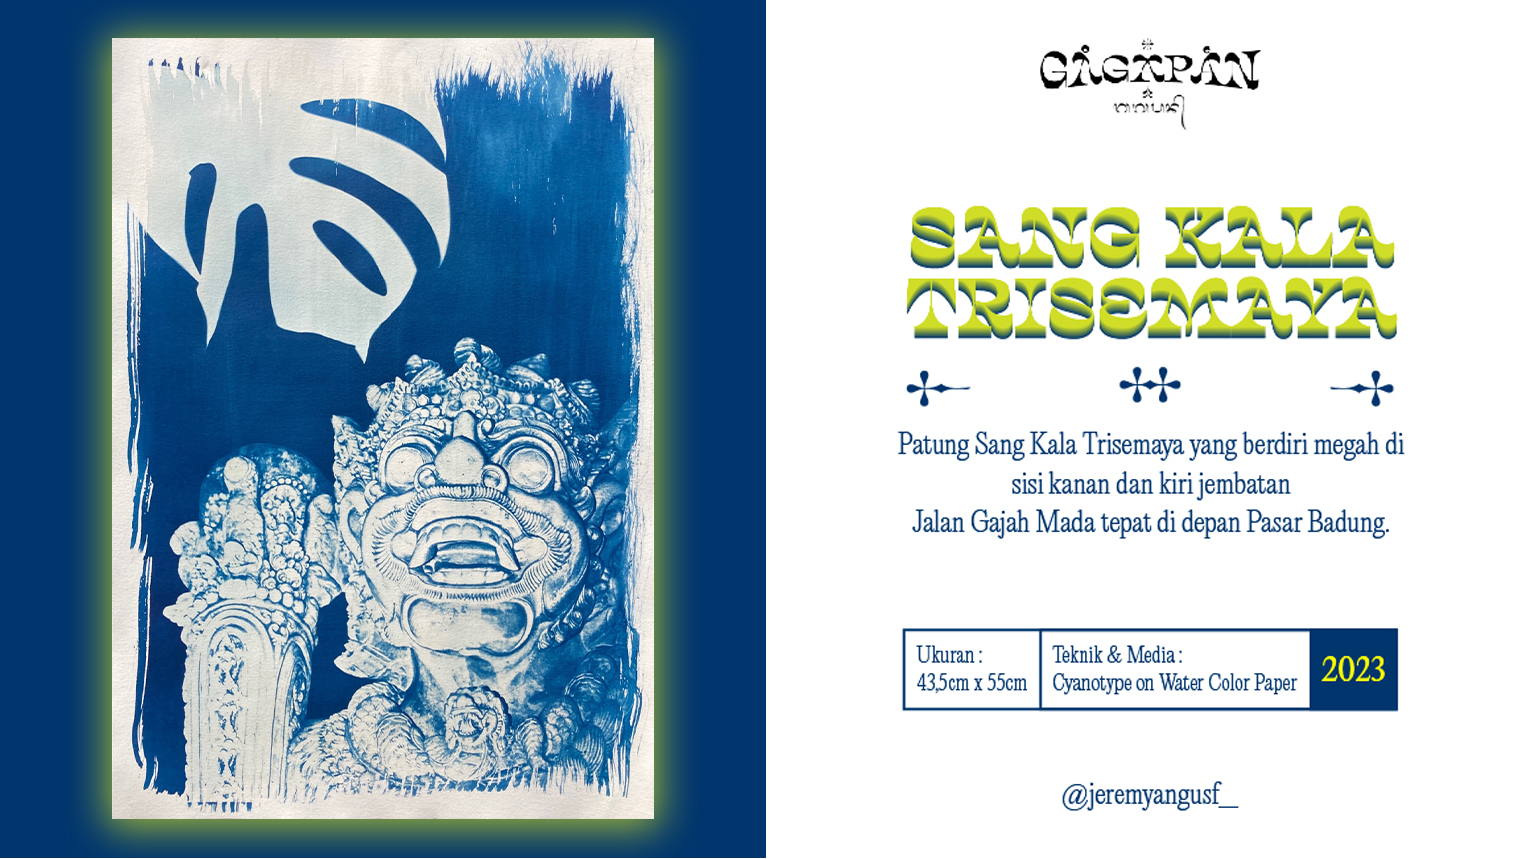 GAGAPAN
ᬕᬕᬧᬦ᭄
SANG KALA
TRISEMAYA
Patung Sang Kala Trisemaya yang berdiri megah di
sisi kanan dan kiri jembatan
Jalan Gajah Mada tepat di depan Pasar Badung.
Ukuran :
43,5cm x 55cm
Teknik & Media :
Cyanotype on Water Color Paper
2023
@jeremyangusf_